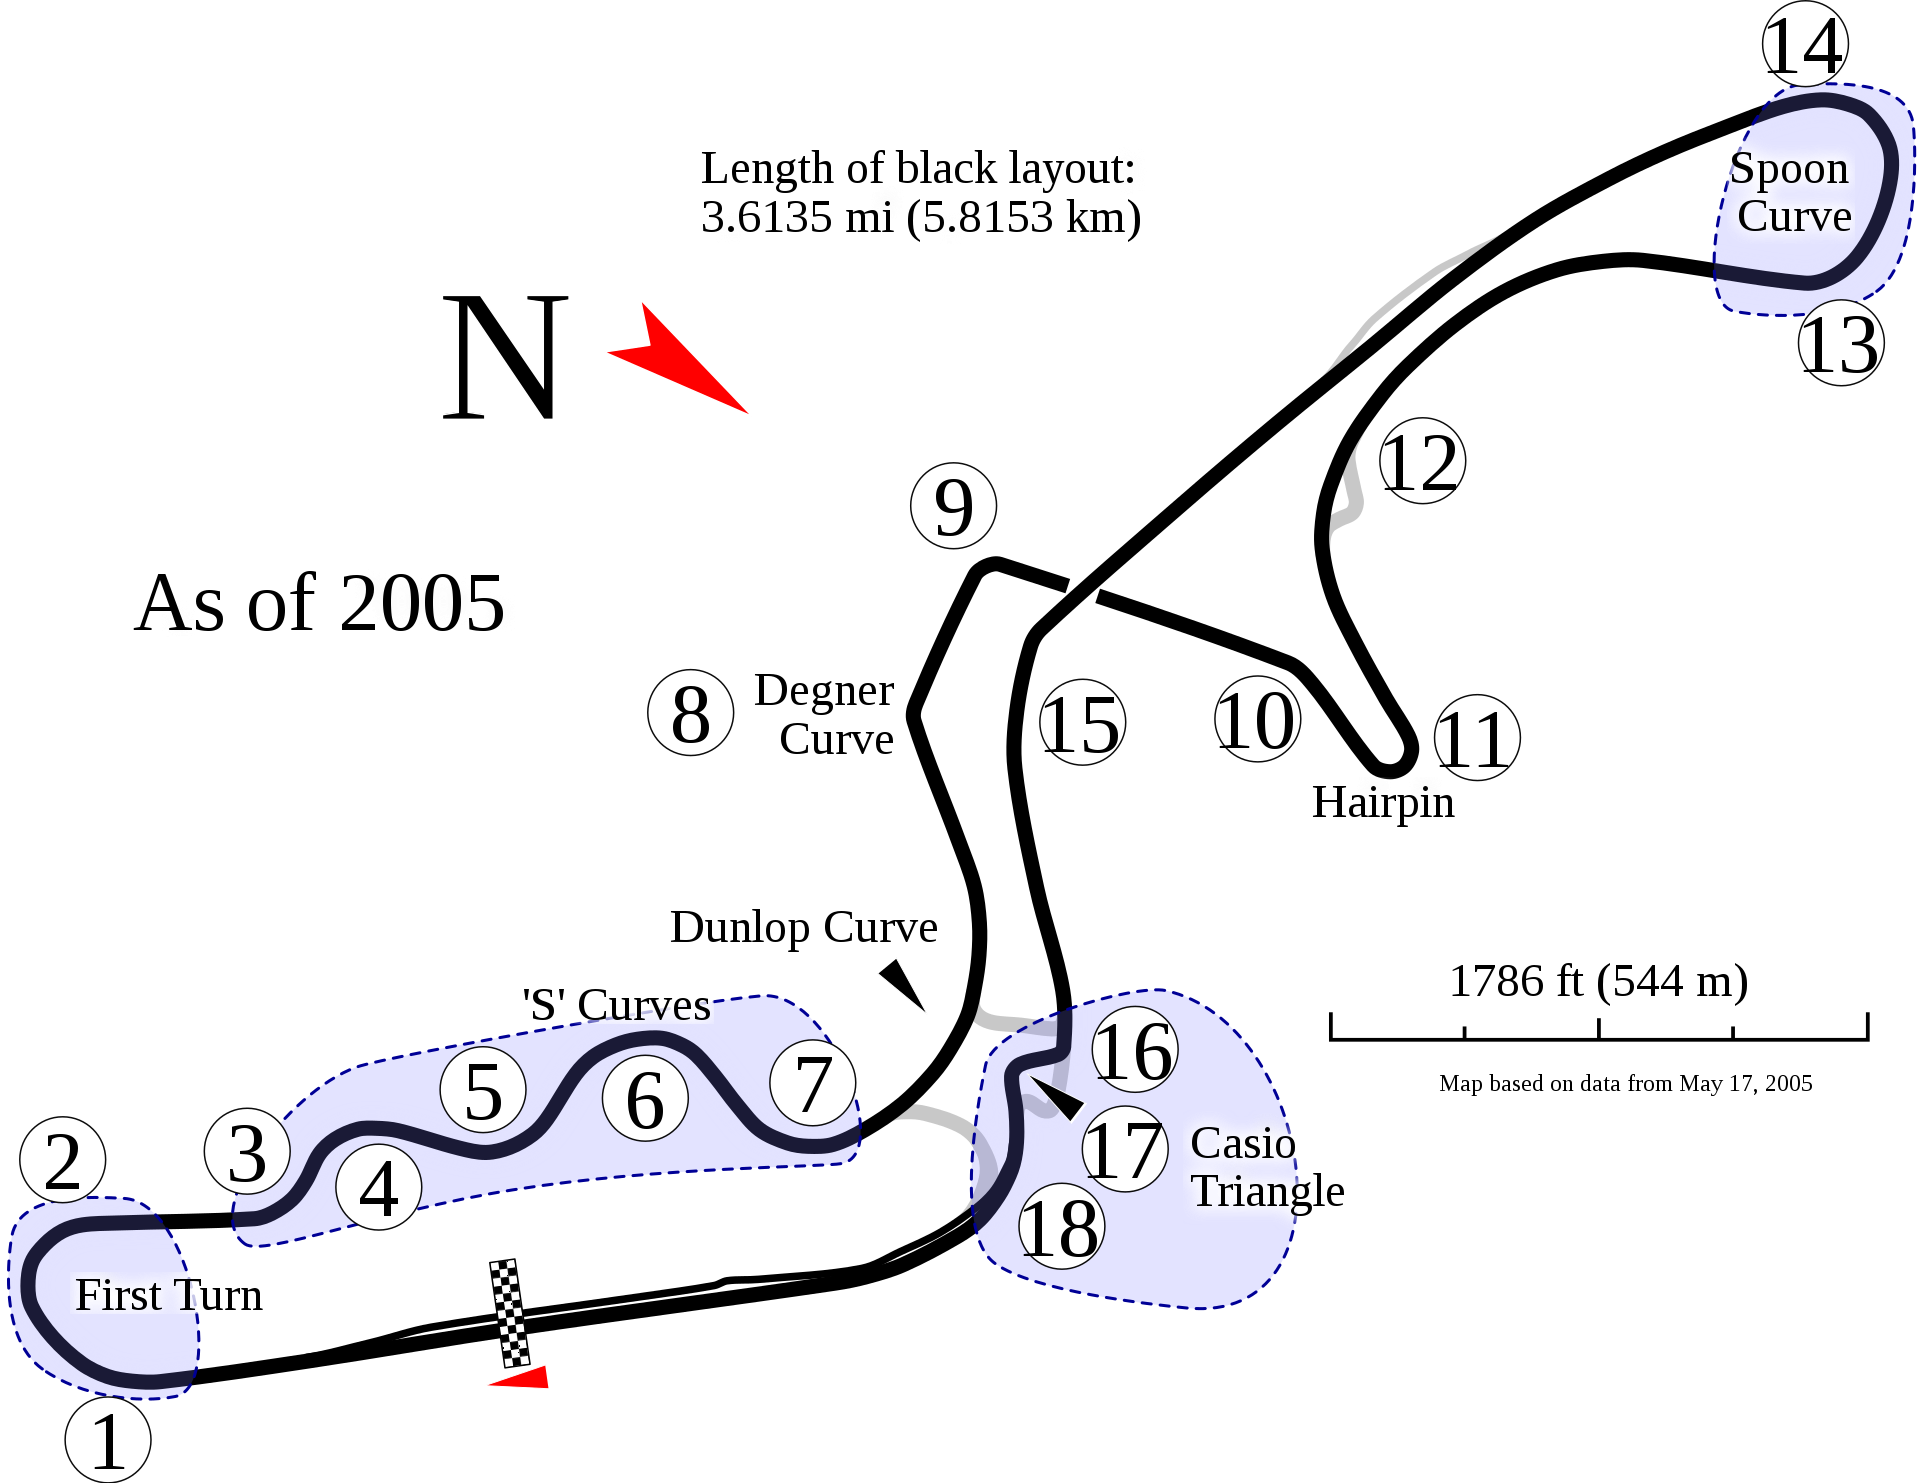 14
Length of black layout:
3.6135 mi (5.8153 km)
Spoon
Curve
N
13
12
9
As of 2005
8
Degner
Curve
15
10
11
Hairpin
Dunlop Curve
'S' Curves
1786 ft (544 m)
16
5
6
7
Map based on data from May 17, 2005
2
3
4
17
Casio
Triangle
18
First Turn
1